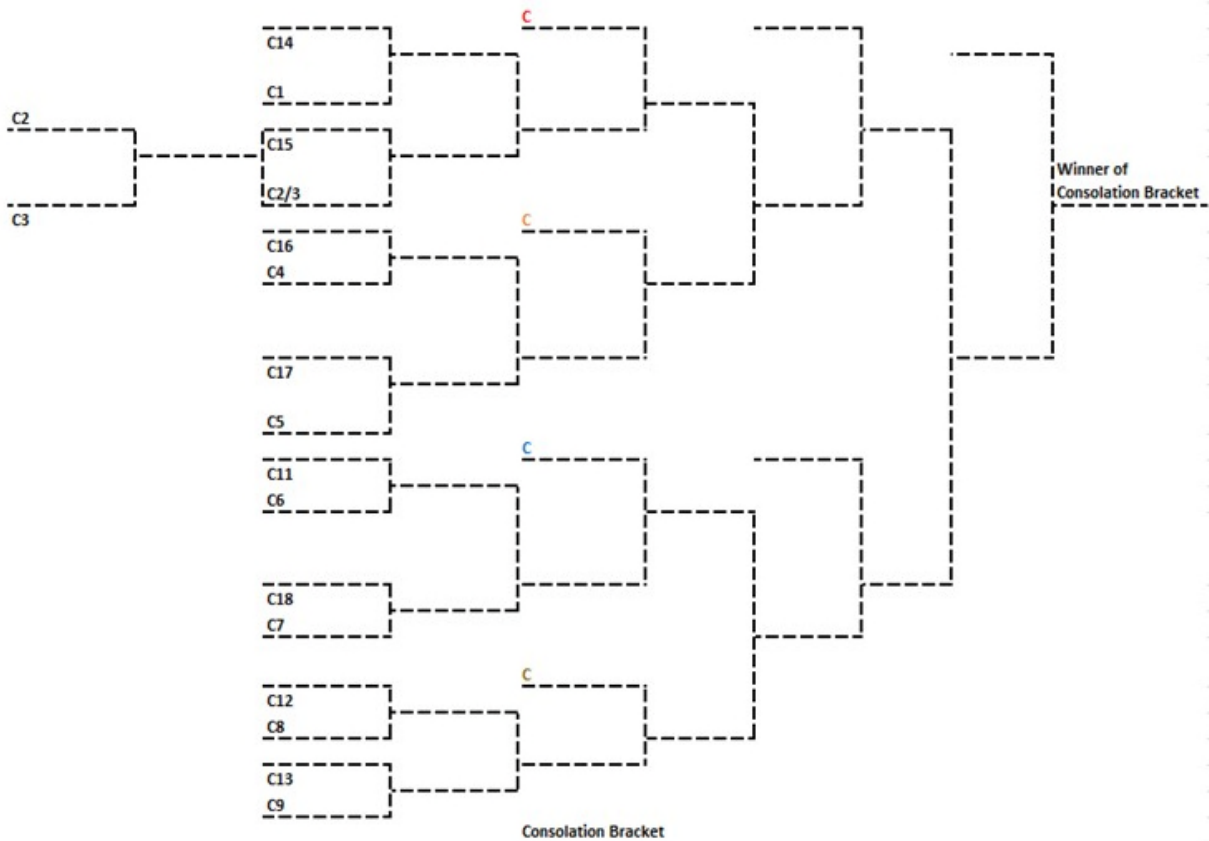 C
C14
C1
C2
C15
C2/3
C3
C
C16
C4
Winner of
Consolation Bracket
C17
C5
C
C11
C6
C18
C7
C
C12
C8
C13
C9
Consolation Bracket